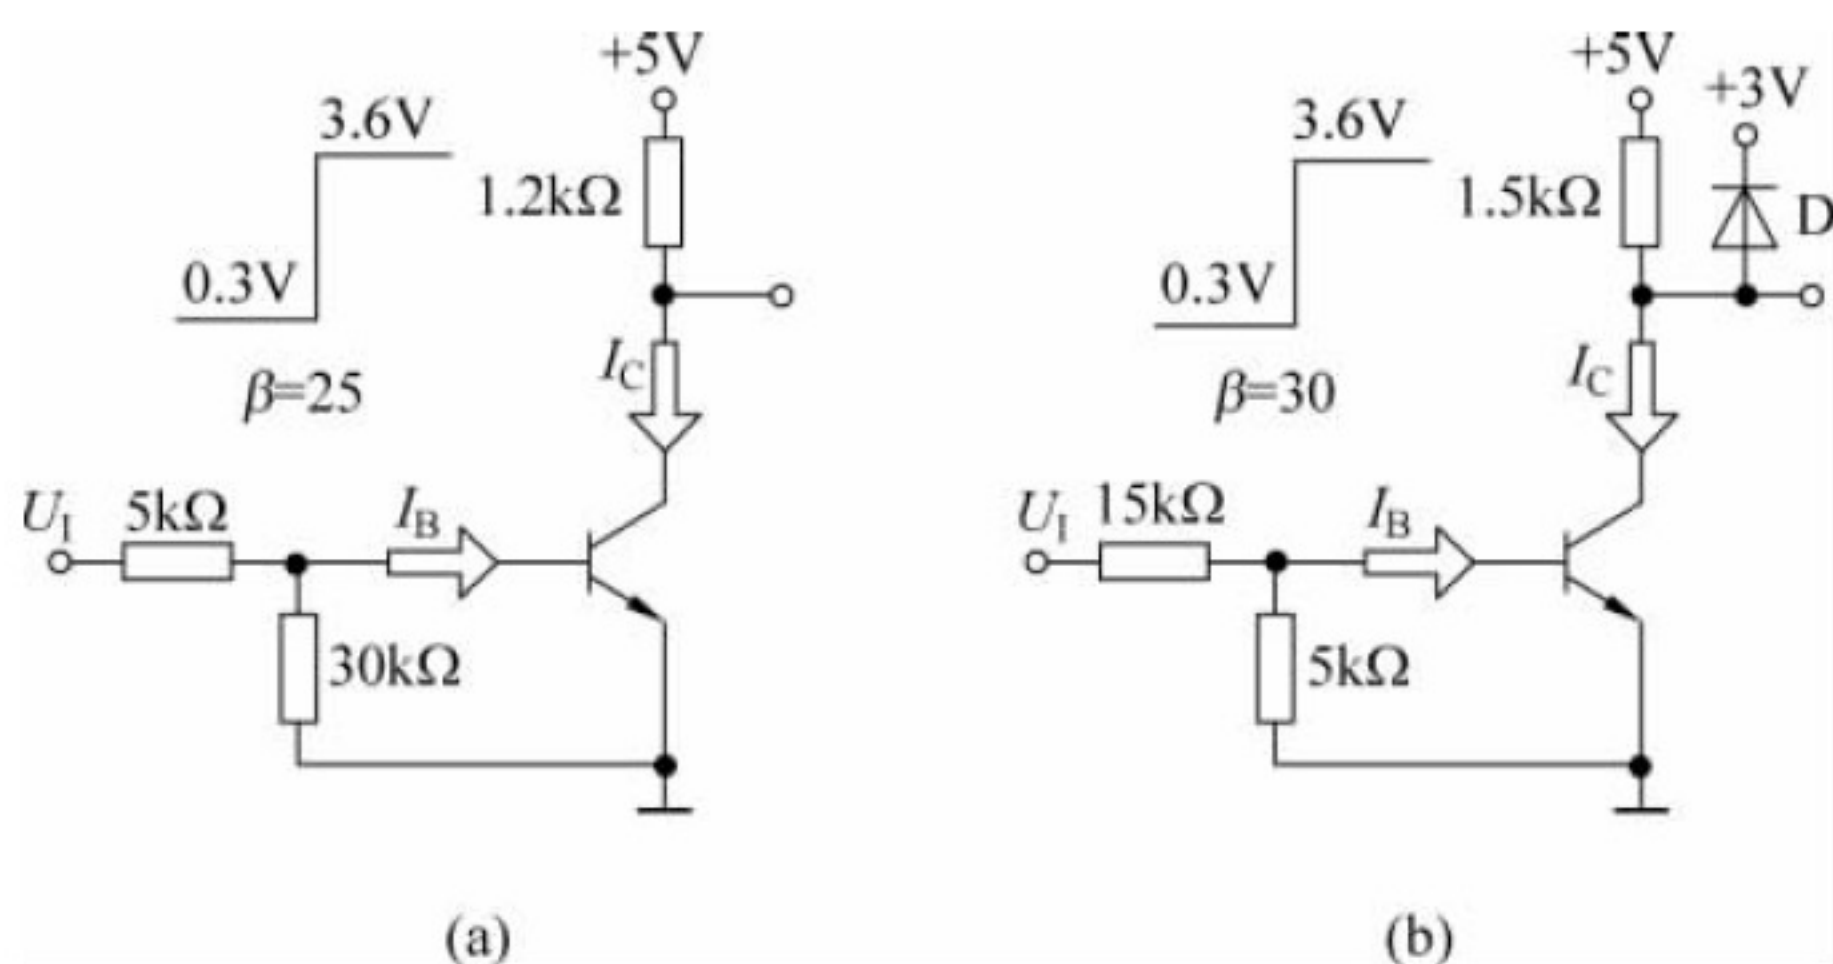 +5V
3.6V
1.2kΩ
0.3V
I_C
β=25
U_I
5kΩ
I_B
30kΩ
(a)
+5V
+3V
3.6V
1.5kΩ
D
0.3V
I_C
β=30
U_I
15kΩ
I_B
5kΩ
(b)